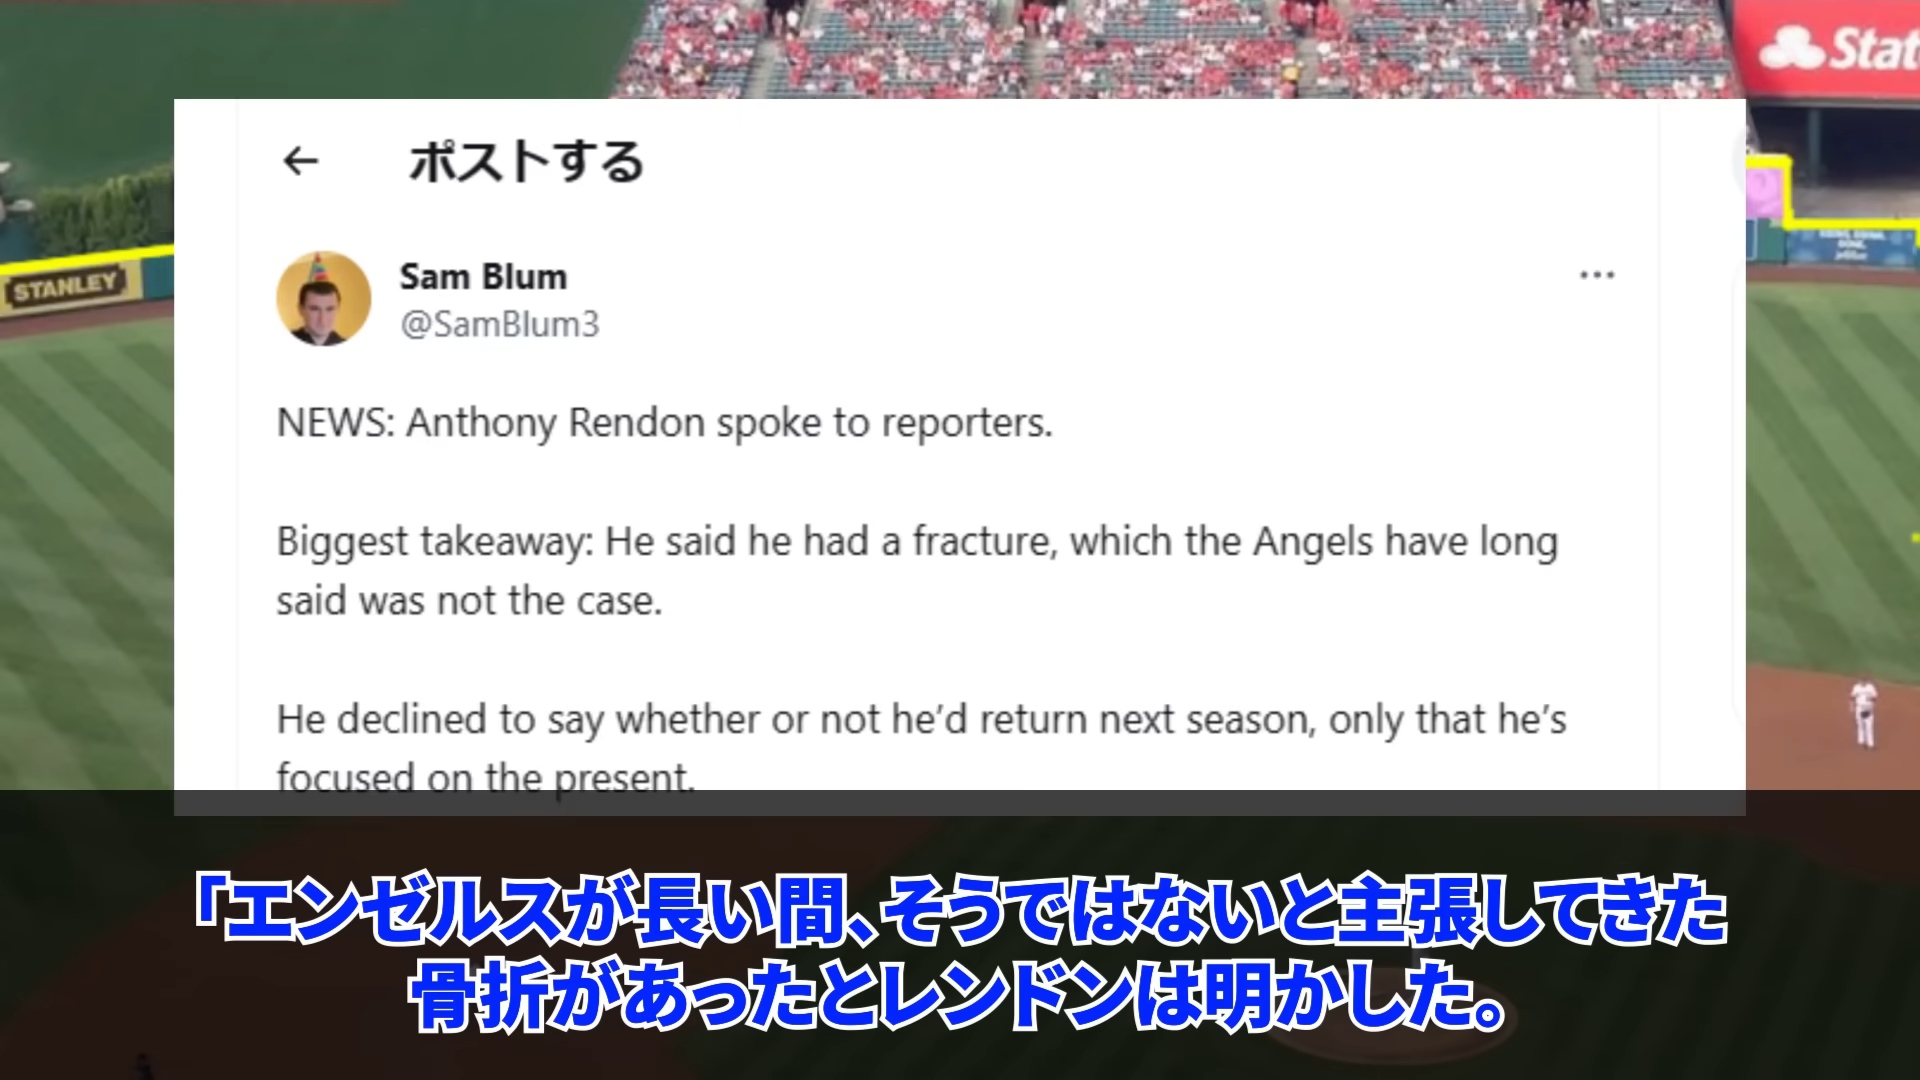 State
ポストする
Sam Blum
@SamBlum3
STANLEY
NEWS: Anthony Rendon spoke to reporters.
Biggest takeaway: He said he had a fracture, which the Angels have long
said was not the case.
He declined to say whether or not he’d return next season, only that he’s
focused on the present.
「エンゼルスが長い間、そうではないと主張してきた
骨折があったとレンドンは明かした。